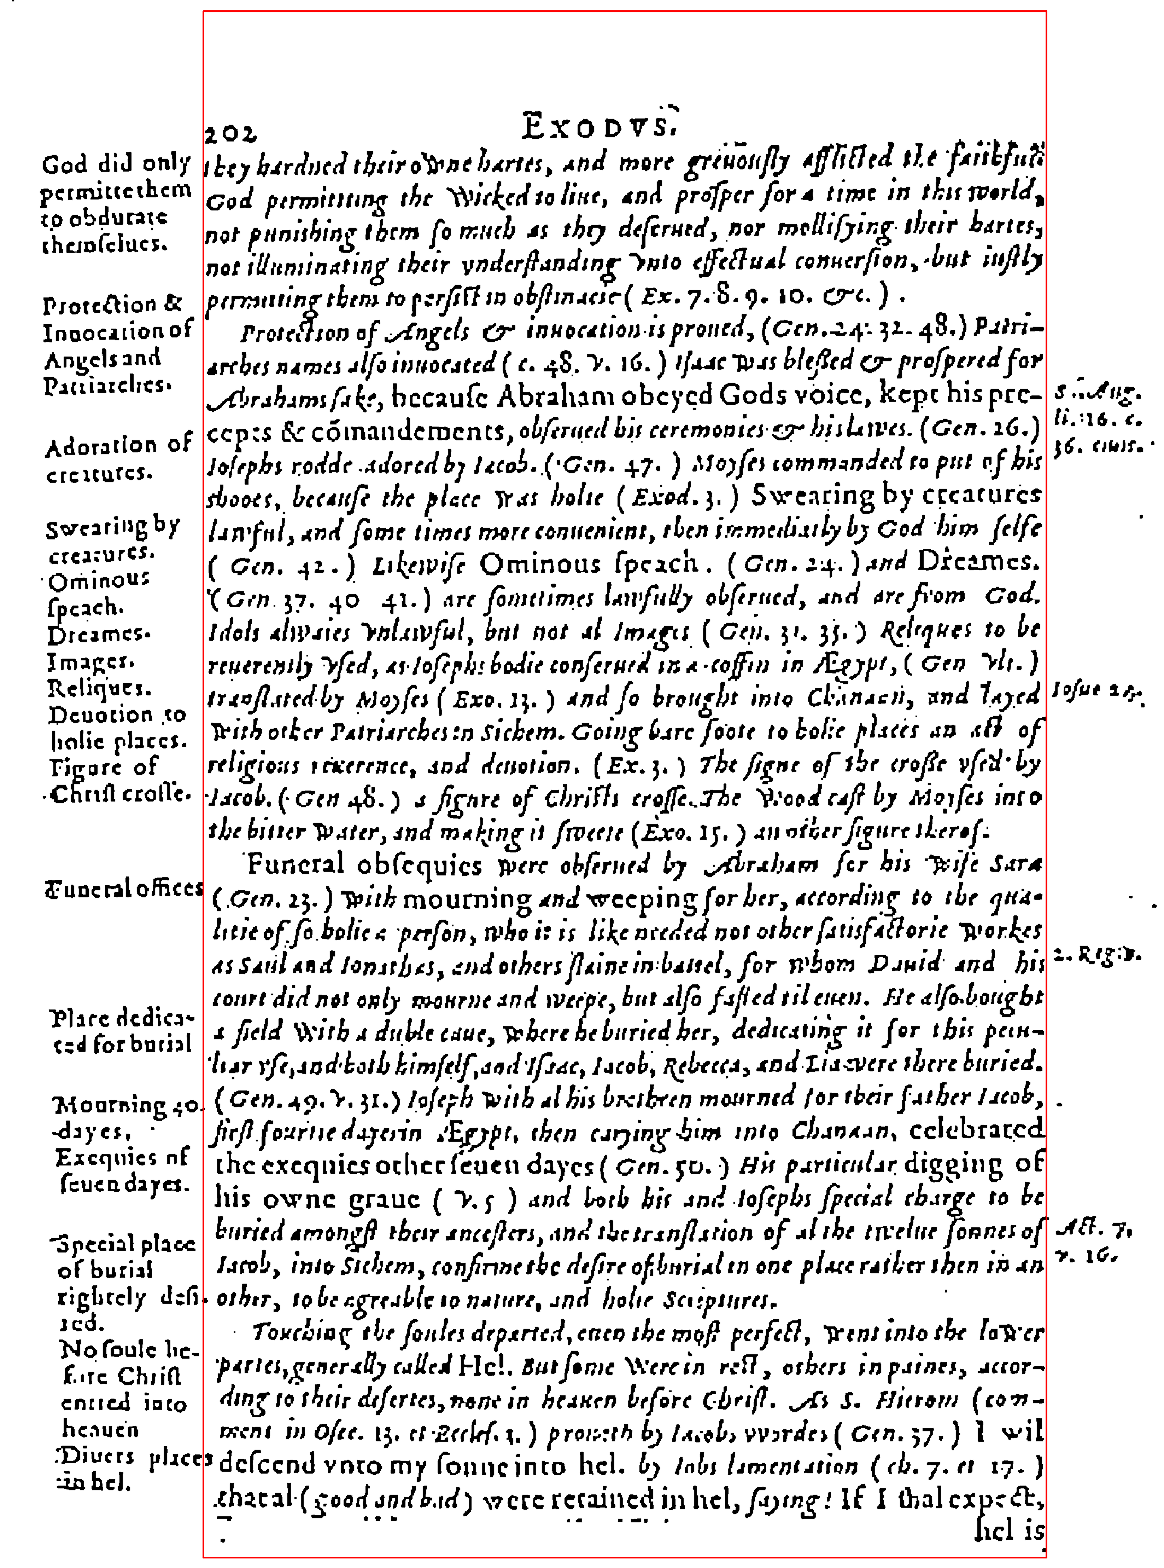 202
EXODVS.
they hardned their owne hartes, and more greuously afflicted the faithful:
God permitting the wicked to liue, and prosper for a time in this world,
not punishing them so much as they deserued, nor mollifying their hartes,
not illuminating their vnderstanding vnto effectual conuersion, but iustly
permitting them to persist in obstinacie (Ex. 7. 8. 9. 10. &c.).
Protection of Angels & inuocation is proued, (Gen. 24. 32. 48.) Patri-
arches names also inuocated (c. 48. v. 16.) Isaac was blessed & prospered for
Abrahams sake, because Abraham obeyed Gods voice, kept his pre-
cepts & cõmandements, obserued his ceremonies & his lawes. (Gen. 26.)
Iosephs rodde adored by Iacob. (Gen. 47.) Moyses commanded to put of his
shooes, because the place was holie (Exod. 3.) Swearing by creatures
lawful, and some times more conuenient, then immediatly by God him selfe
(Gen. 42.) Likewise Ominous speach. (Gen. 24.) and Dreames.
(Gen. 37. 40 41.) are sometimes lawfully obserued, and are from God.
Idols alwaies vnlawful, but not al Images (Gen. 31. 35.) Reliques to be
reuerently vsed, as Iosephs bodie conserued in a coffin in Ægypt, (Gen vlt.)
translated by Moyses (Exo. 13.) and so brought into Chanaan, and layed
with other Patriarches in Sichem. Going bare foote to holie places an act of
religious reuerence, and deuotion. (Ex. 3.) The signe of the crosse vsed by
Iacob. (Gen 48.) a figure of Christs crosse. The wood cast by Moyses into
the bitter water, and making it sweete (Exo. 15.) an other figure therof.
Funeral obsequies were obserued by Abraham for his wife Sara
(Gen. 23.) with mourning and weeping for her, according to the qua-
litie of so holie a person, who it is like needed not other satisfactorie workes
as Saul and Ionathas, and others slaine in battel, for whom Dauid and his
court did not only mourne and weepe, but also fasted til euen. He also bought
a field with a duble caue, where he buried her, dedicating it for this pecu-
liar vse, and both himself, and Isaac, Iacob, Rebecca, and Lia were there buried.
(Gen. 49. v. 31.) Ioseph with al his brethren mourned for their father Iacob,
first fourtie dayes in Ægypt, then carying him into Chanaan, celebrated
the exequies other seuen dayes (Gen. 50.) His particular digging of
his owne graue (v. 5) and both his and Iosephs special charge to be
buried amongst their ancesters, and the translation of al the twelue sonnes of
Iacob, into Sichem, confirme the desire of burial in one place rather then in an
other, to be agreable to nature, and holie Scriptures.
Touching the soules departed, euen the most perfect, went into the lower
partes, generally called Hel. But some were in rest, others in paines, accor-
ding to their desertes, none in heauen before Christ. As S. Hierom (com-
ment in Osee. 13. et Eccles. 3.) proueth by Iacobs wordes (Gen. 37.) I wil
descend vnto my sonne into hel. by Iobs lamentation (ch. 7. et 17.)
that al (good and bad) were retained in hel, saying! If I shal expect,
hel is
God did only
permitte them
to obdurate
themselues.
Protection &
Inuocation of
Angels and
Patriarches.
Adoration of
creatures.
Swearing by
creatures.
Ominous
speach.
Dreames.
Images.
Reliques.
Deuotion to
holie places.
Figure of
Christ crosse.
Funeral offices
Place dedica-
ted for burial
Mourning 40.
dayes,
Exequies of
seuen dayes.
Special place
of burial
rightely desi-
red.
No soule be-
fore Christ
entred into
heauen
Diuers places
in hel.
S. Aug.
li. 16. c.
36. ciuit.
Iosue 24.
2. Reg. 1.
Act. 7.
v. 16.